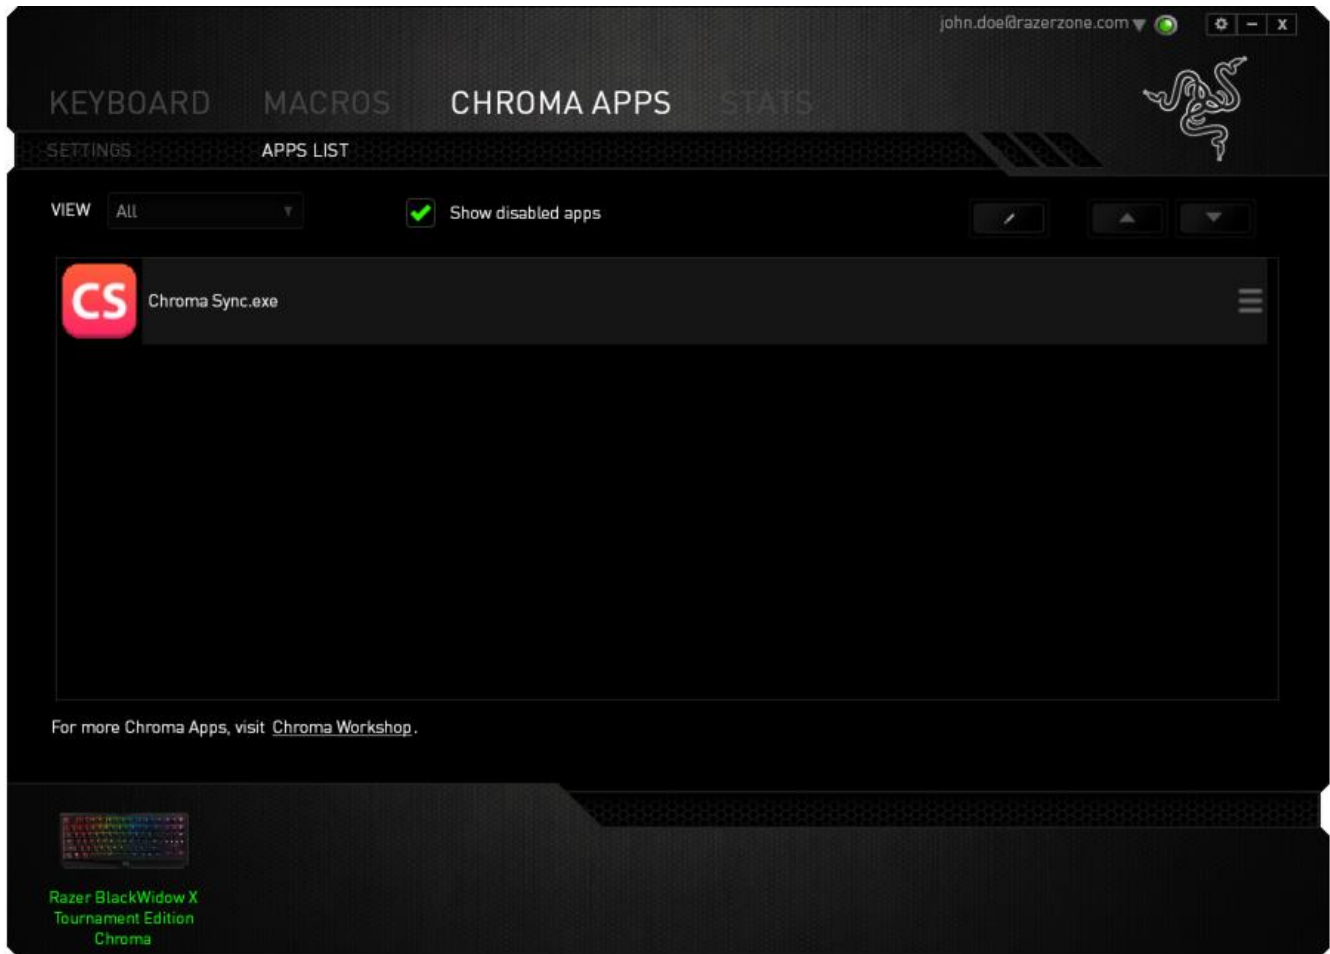 john.doe@razerzone.com
x
KEYBOARD MACROS CHROMA APPS STATS
SETTINGS APPS LIST
VIEW All Show disabled apps
CS Chroma Sync.exe
For more Chroma Apps, visit Chroma Workshop.
Razer BlackWidow X
Tournament Edition
Chroma